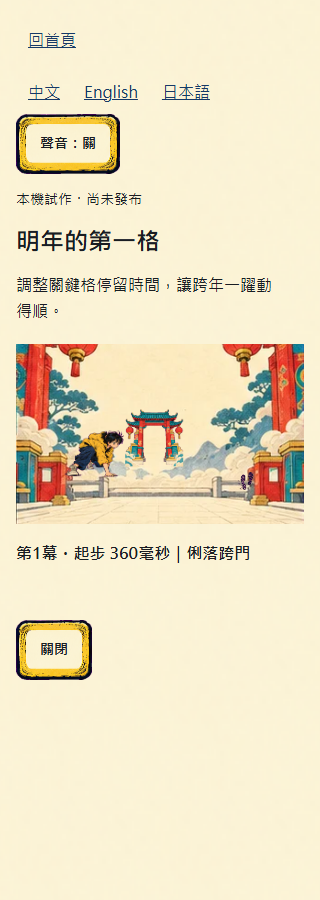 回首頁
中文 English 日本語
聲音：關
本機試作・尚未發布
明年的第一格
調整關鍵格停留時間，讓跨年一躍動
得順。
第1幕・起步 360毫秒｜俐落跨門
關閉